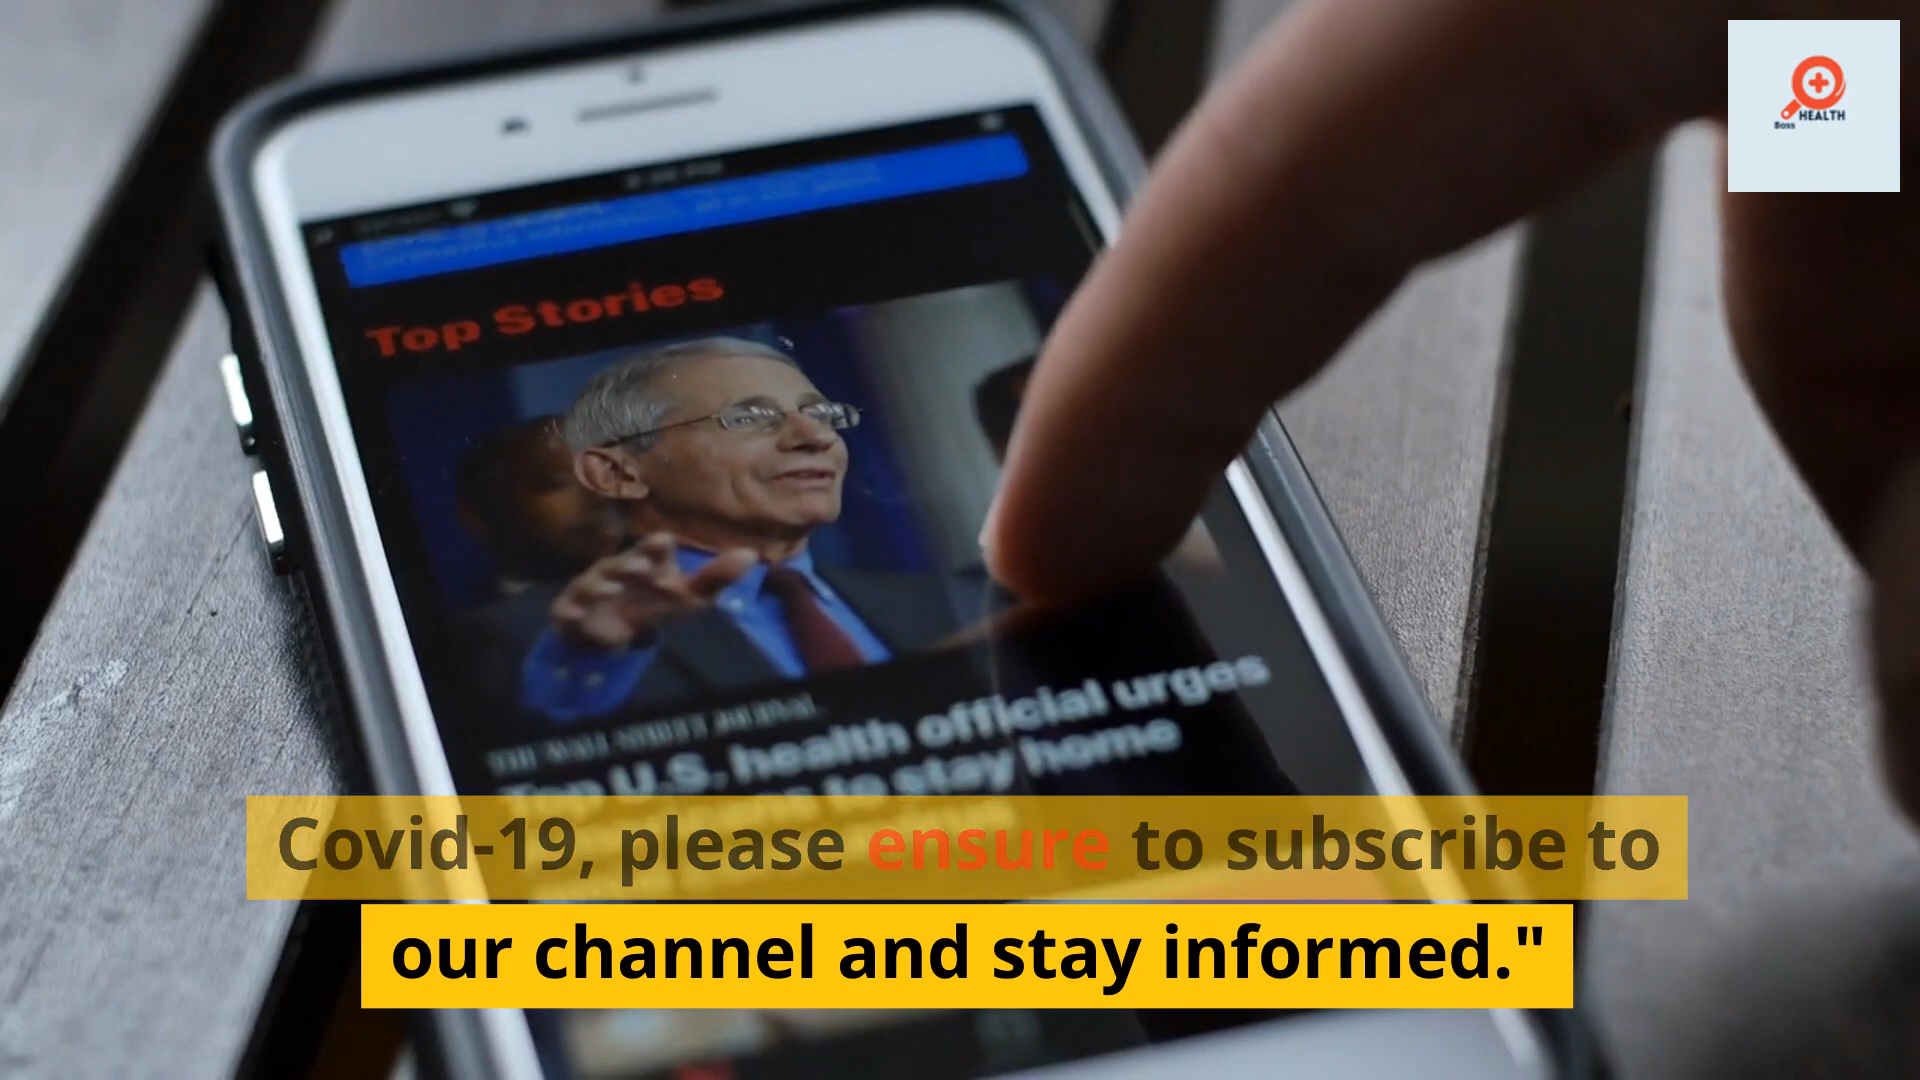 Boss
HEALTH
Top Stories
THE WALL STREET JOURNAL.
Top U.S. health official urges
to stay home
Covid-19, please ensure to subscribe to
our channel and stay informed."